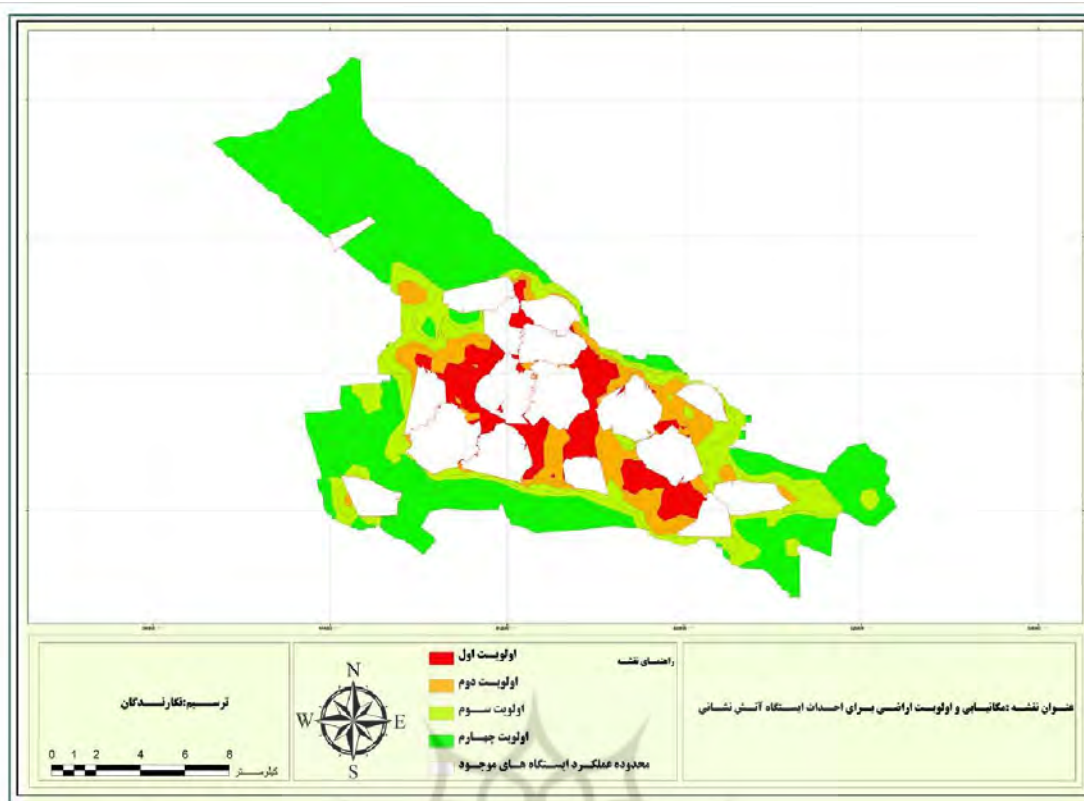 عنوان نقشه :مکانیابی و اولویت اراضی برای احداث ایستگاه آتش نشانی
راهنمای نقشه
اولویت اول
اولویت دوم
اولویت سوم
اولویت چهارم
محدوده عملکرد ایستگاه های موجود
N
W E
S
ترسیم:نگارندگان
0 1 2 4 6 8
کیلومتر